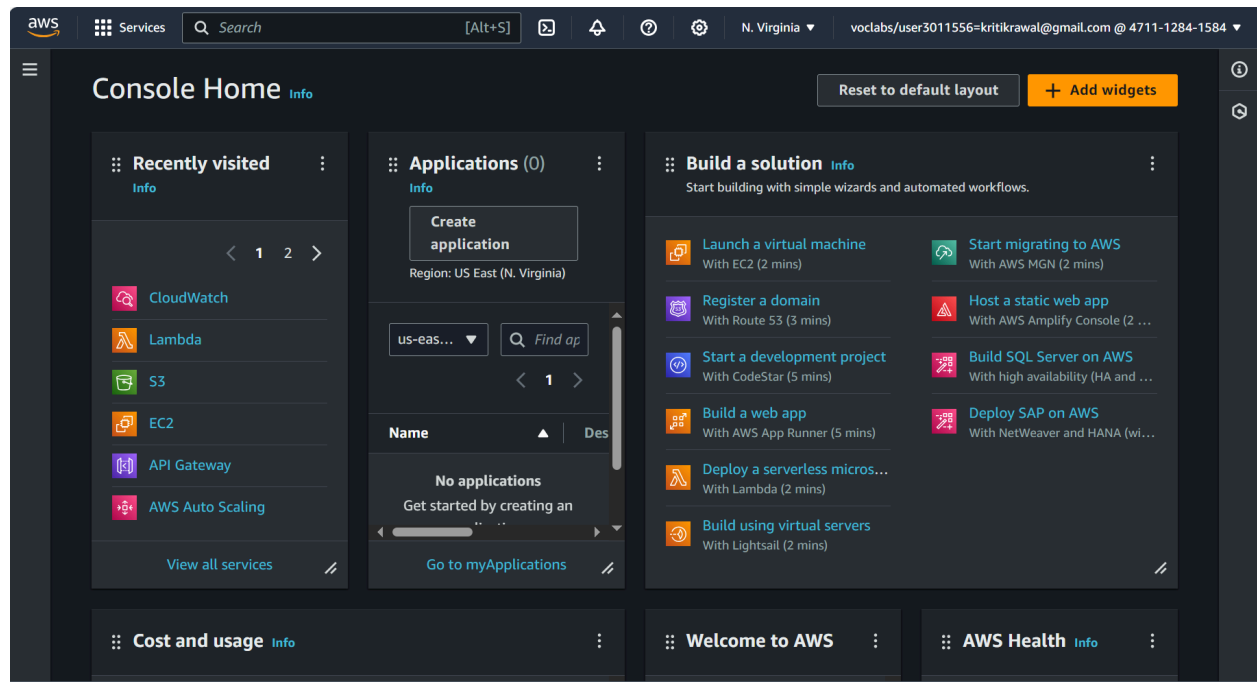 aws
Services
Search [Alt+S]
N. Virginia ▼
voclabs/user3011556=kritikrawal@gmail.com @ 4711-1284-1584 ▼
Console Home Info
Reset to default layout
+ Add widgets
Recently visited
Info
1 2
CloudWatch
Lambda
S3
EC2
API Gateway
AWS Auto Scaling
View all services
Applications (0)
Info
Create
application
Region: US East (N. Virginia)
us-eas... ▼
Find ap
1
Name ▲ Des
No applications
Get started by creating an
Go to myApplications
Build a solution Info
Start building with simple wizards and automated workflows.
Launch a virtual machine
With EC2 (2 mins)
Register a domain
With Route 53 (3 mins)
Start a development project
With CodeStar (5 mins)
Build a web app
With AWS App Runner (5 mins)
Deploy a serverless micros...
With Lambda (2 mins)
Build using virtual servers
With Lightsail (2 mins)
Start migrating to AWS
With AWS MGN (2 mins)
Host a static web app
With AWS Amplify Console (2 ...
Build SQL Server on AWS
With high availability (HA and ...
Deploy SAP on AWS
With NetWeaver and HANA (wi...
Cost and usage Info
Welcome to AWS
AWS Health Info